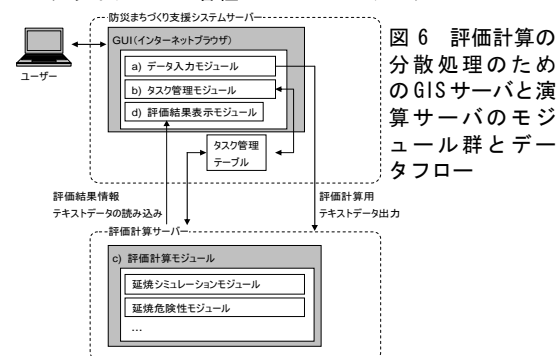 防災まちづくり支援システムサーバー
GUI(インターネットブラウザ)
a) データ入力モジュール
b) タスク管理モジュール
d) 評価結果表示モジュール
ユーザー
タスク管理
テーブル
評価結果情報
テキストデータの読み込み
評価計算用
テキストデータ出力
評価計算サーバー
c) 評価計算モジュール
延焼シミュレーションモジュール
延焼危険性モジュール
…
図 6 評価計算の
分散処理のため
のGISサーバと演
算サーバのモジ
ュール群とデー
タフロー